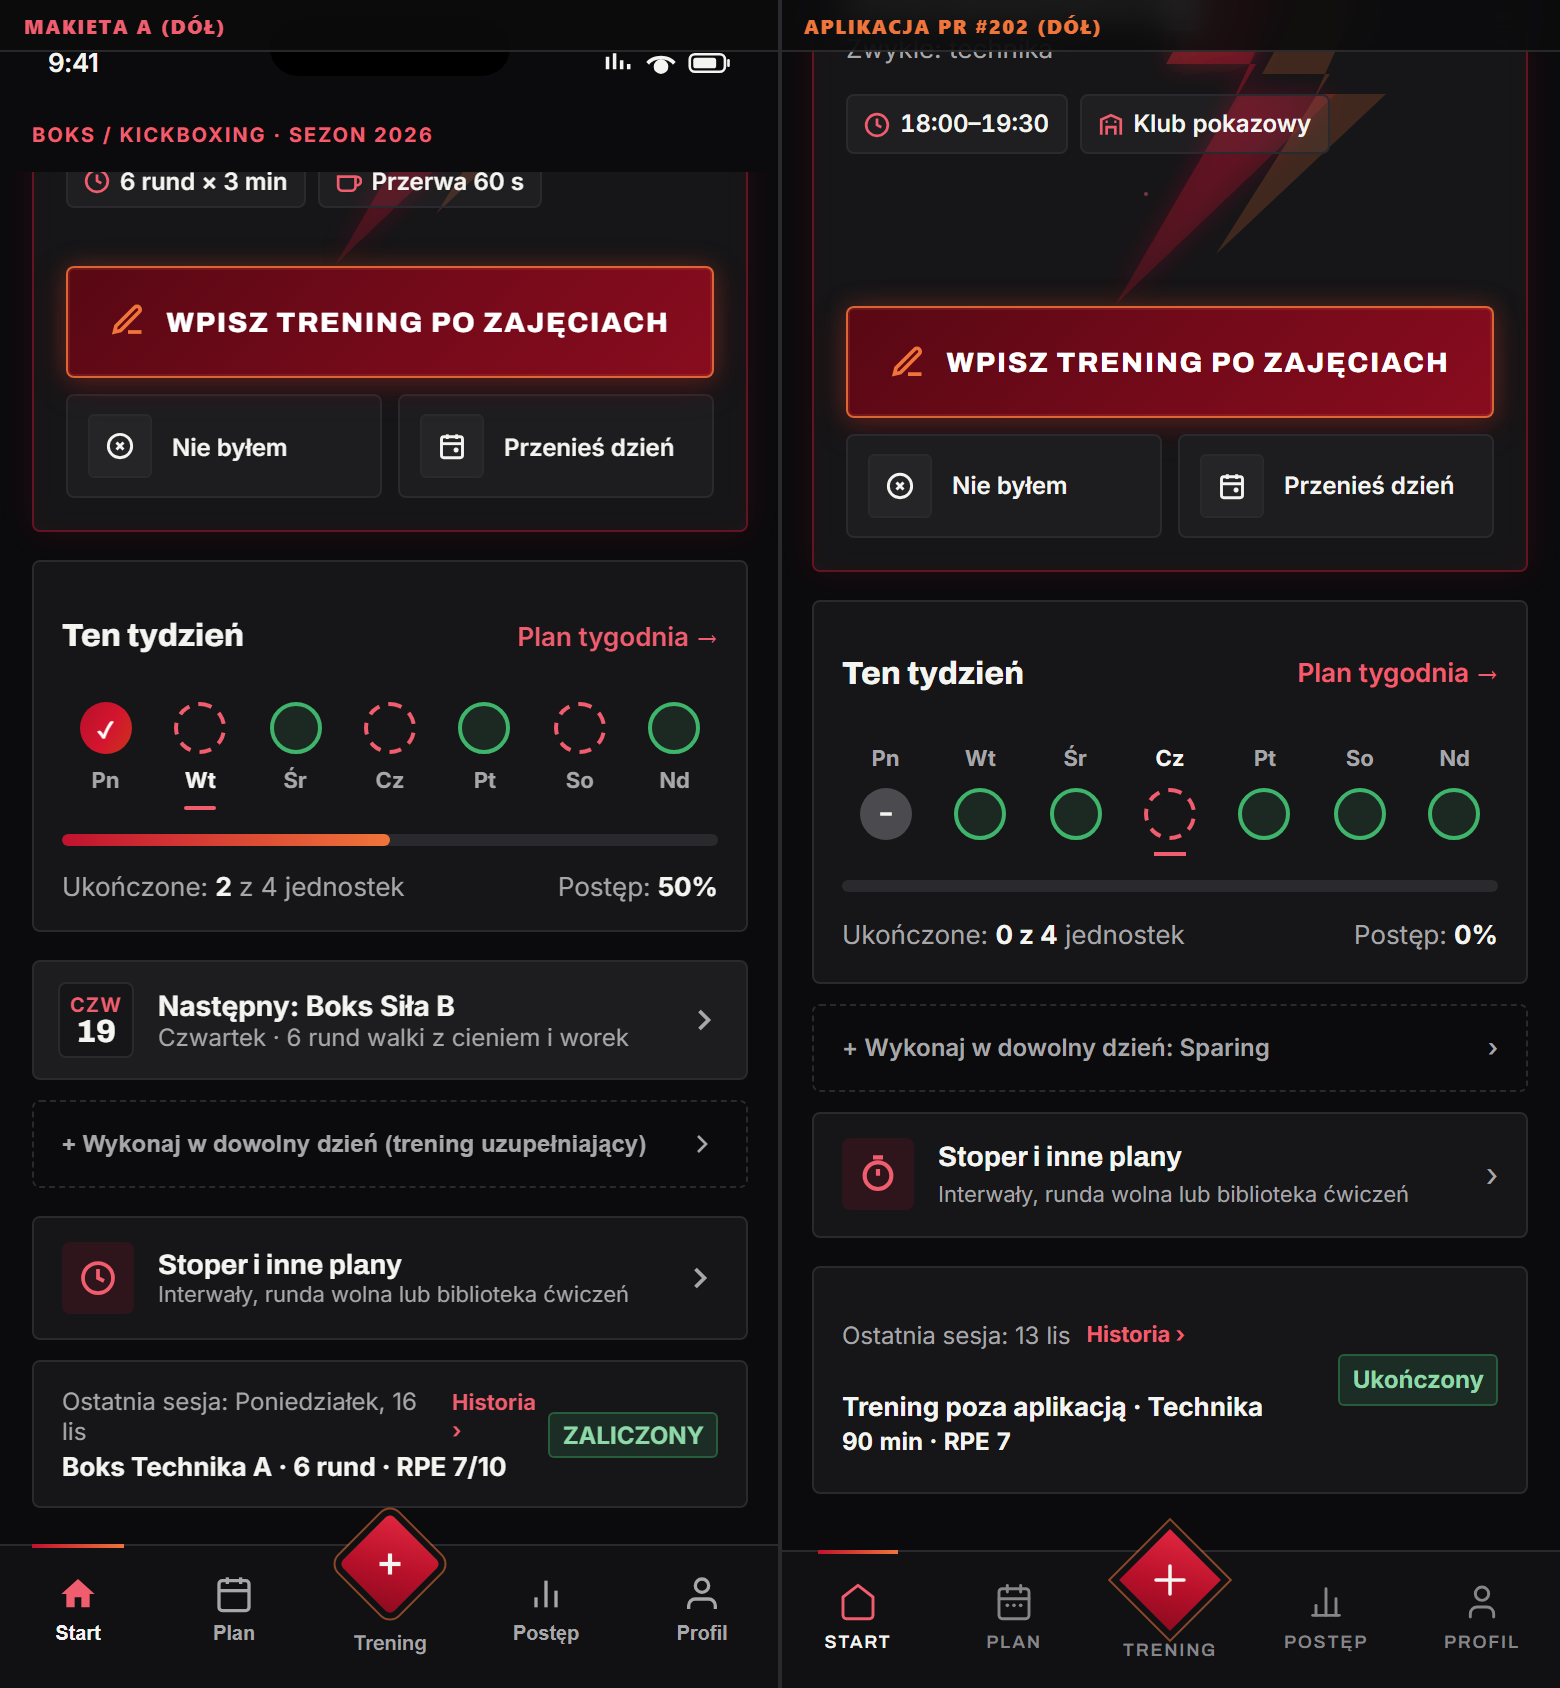 MAKIETA A (DÓŁ)
9:41
BOKS / KICKBOXING · SEZON 2026
6 rund × 3 min
Przerwa 60 s
WPISZ TRENING PO ZAJĘCIACH
Nie byłem
Przenieś dzień
Ten tydzień
Plan tygodnia →
Pn Wt Śr Cz Pt So Nd
Ukończone: 2 z 4 jednostek
Postęp: 50%
CZW
19
Następny: Boks Siła B
Czwartek · 6 rund walki z cieniem i worek
+ Wykonaj w dowolny dzień (trening uzupełniający)
Stoper i inne plany
Interwały, runda wolna lub biblioteka ćwiczeń
Ostatnia sesja: Poniedziałek, 16
lis
Historia
›
Boks Technika A · 6 rund · RPE 7/10
ZALICZONY
+
Start
Plan
Trening
Postęp
Profil
APLIKACJA PR #202 (DÓŁ)
Zwykle: technika
18:00–19:30
Klub pokazowy
WPISZ TRENING PO ZAJĘCIACH
Nie byłem
Przenieś dzień
Ten tydzień
Plan tygodnia →
Pn Wt Śr Cz Pt So Nd
Ukończone: 0 z 4 jednostek
Postęp: 0%
+ Wykonaj w dowolny dzień: Sparing ›
Stoper i inne plany
Interwały, runda wolna lub biblioteka ćwiczeń ›
Ostatnia sesja: 13 lis
Historia ›
Ukończony
Trening poza aplikacją · Technika
90 min · RPE 7
START
PLAN
TRENING
POSTĘP
PROFIL